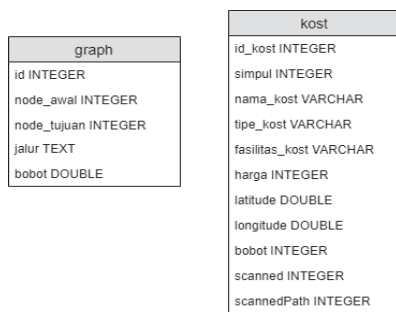 graph
id INTEGER
node_awal INTEGER
node_tujuan INTEGER
jalur TEXT
bobot DOUBLE
kost
id_kost INTEGER
simpul INTEGER
nama_kost VARCHAR
tipe_kost VARCHAR
fasilitas_kost VARCHAR
harga INTEGER
latitude DOUBLE
longitude DOUBLE
bobot INTEGER
scanned INTEGER
scannedPath INTEGER